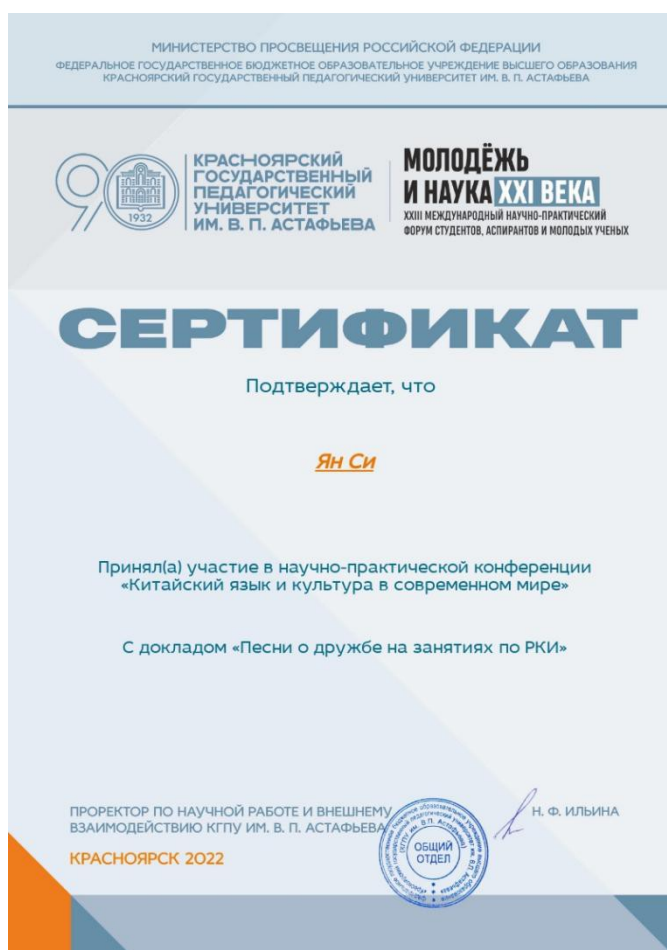 МИНИСТЕРСТВО ПРОСВЕЩЕНИЯ РОССИЙСКОЙ ФЕДЕРАЦИИ
ФЕДЕРАЛЬНОЕ ГОСУДАРСТВЕННОЕ БЮДЖЕТНОЕ ОБРАЗОВАТЕЛЬНОЕ УЧРЕЖДЕНИЕ ВЫСШЕГО ОБРАЗОВАНИЯ
КРАСНОЯРСКИЙ ГОСУДАРСТВЕННЫЙ ПЕДАГОГИЧЕСКИЙ УНИВЕРСИТЕТ ИМ. В. П. АСТАФЬЕВА
90
1932
КРАСНОЯРСКИЙ
ГОСУДАРСТВЕННЫЙ
ПЕДАГОГИЧЕСКИЙ
УНИВЕРСИТЕТ
ИМ. В. П. АСТАФЬЕВА
МОЛОДЁЖЬ
И НАУКА XXI ВЕКА
XXIII МЕЖДУНАРОДНЫЙ НАУЧНО-ПРАКТИЧЕСКИЙ
ФОРУМ СТУДЕНТОВ, АСПИРАНТОВ И МОЛОДЫХ УЧЕНЫХ
СЕРТИФИКАТ
Подтверждает, что
Ян Си
Принял(а) участие в научно-практической конференции
«Китайский язык и культура в современном мире»
С докладом «Песни о дружбе на занятиях по РКИ»
ПРОРЕКТОР ПО НАУЧНОЙ РАБОТЕ И ВНЕШНЕМУ
ВЗАИМОДЕЙСТВИЮ КГПУ ИМ. В. П. АСТАФЬЕВА
Н. Ф. ИЛЬИНА
ОБЩИЙ
ОТДЕЛ
КРАСНОЯРСК 2022